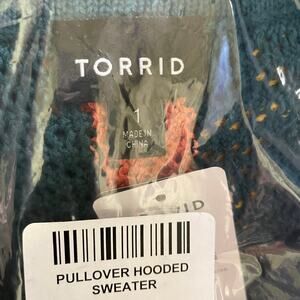 TORRID
1
MADE IN
CHINA
PULLOVER HOODED
SWEATER